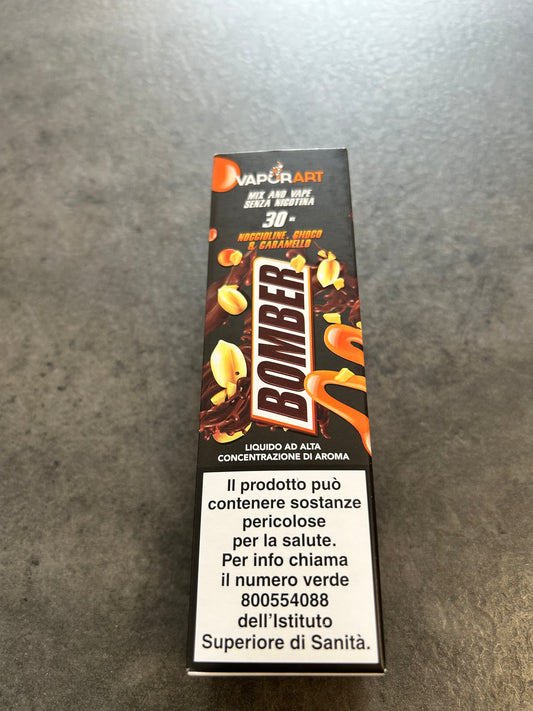 VAPORART
MIX AND VAPE
SENZA NICOTINA
30 ML
NOCCIOLINE, CHOCO
& CARAMELLO
BOMBER
LIQUIDO AD ALTA
CONCENTRAZIONE DI AROMA
Il prodotto può
contenere sostanze
pericolose
per la salute.
Per info chiama
il numero verde
800554088
dell'Istituto
Superiore di Sanità.